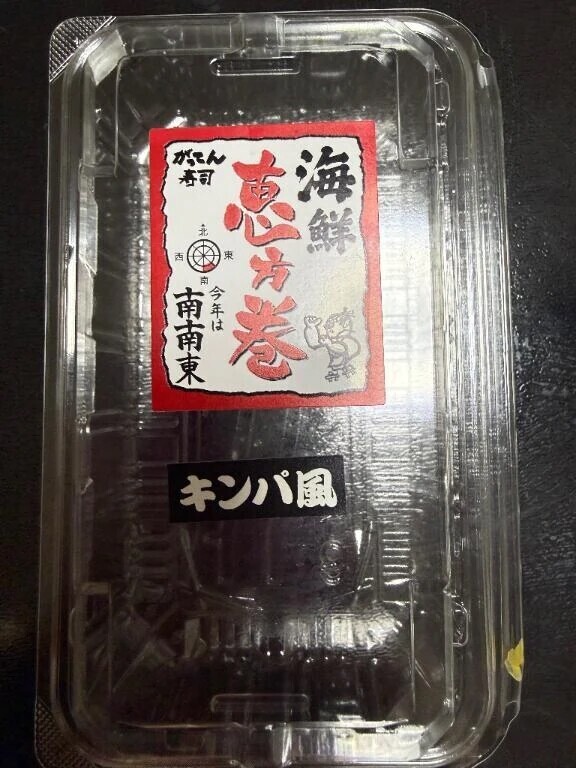 海鮮
恵方巻
がってん
寿司
北
西
東
南
今年は
南南東
キンパ風